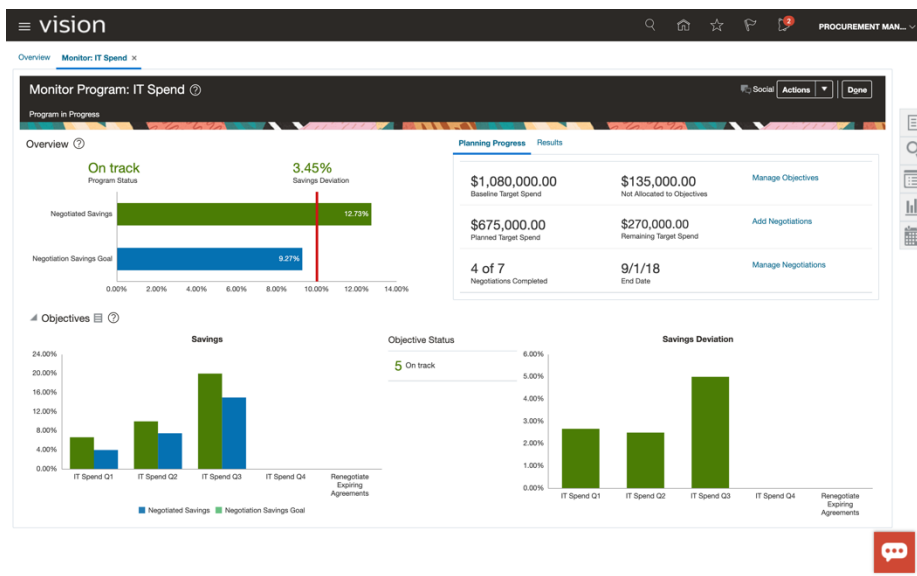 vision
2
PROCUREMENT MAN...
Overview
Monitor: IT Spend ×
Monitor Program: IT Spend
Social
Actions
Done
Program in Progress
Overview
On track
Program Status
3.45%
Savings Deviation
Negotiated Savings
12.73%
Negotiation Savings Goal
9.27%
0.00% 2.00% 4.00% 6.00% 8.00% 10.00% 12.00% 14.00%
Planning Progress
Results
$1,080,000.00
Baseline Target Spend
$135,000.00
Not Allocated to Objectives
Manage Objectives
$675,000.00
Planned Target Spend
$270,000.00
Remaining Target Spend
Add Negotiations
4 of 7
Negotiations Completed
9/1/18
End Date
Manage Negotiations
Objectives
Savings
24.00%
20.00%
16.00%
12.00%
8.00%
4.00%
0.00%
IT Spend Q1
IT Spend Q2
IT Spend Q3
IT Spend Q4
Renegotiate
Expiring
Agreements
Negotiated Savings
Negotiation Savings Goal
Objective Status
5 On track
Savings Deviation
6.00%
5.00%
4.00%
3.00%
2.00%
1.00%
0.00%
IT Spend Q1
IT Spend Q2
IT Spend Q3
IT Spend Q4
Renegotiate
Expiring
Agreements